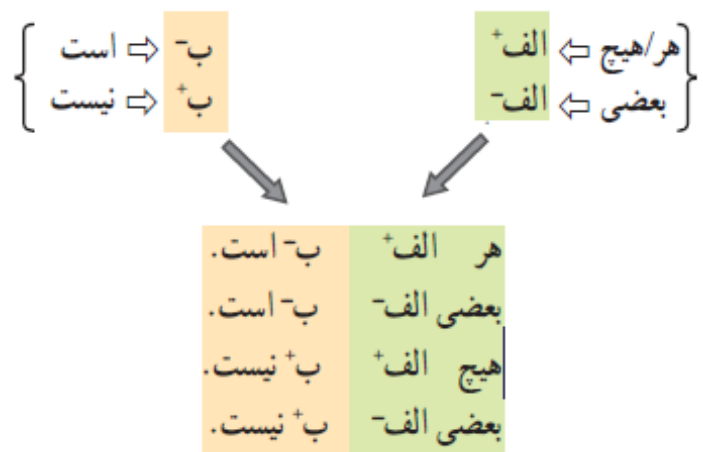 هر/هیچ ⇦ الف⁺
بعضی ⇦ الف⁻
ب⁻ ⇨ است
ب⁺ ⇨ نیست
هر الف⁺ ب⁻ است.
بعضی الف⁻ ب⁻ است.
هیچ الف⁺ ب⁺ نیست.
بعضی الف⁻ ب⁺ نیست.